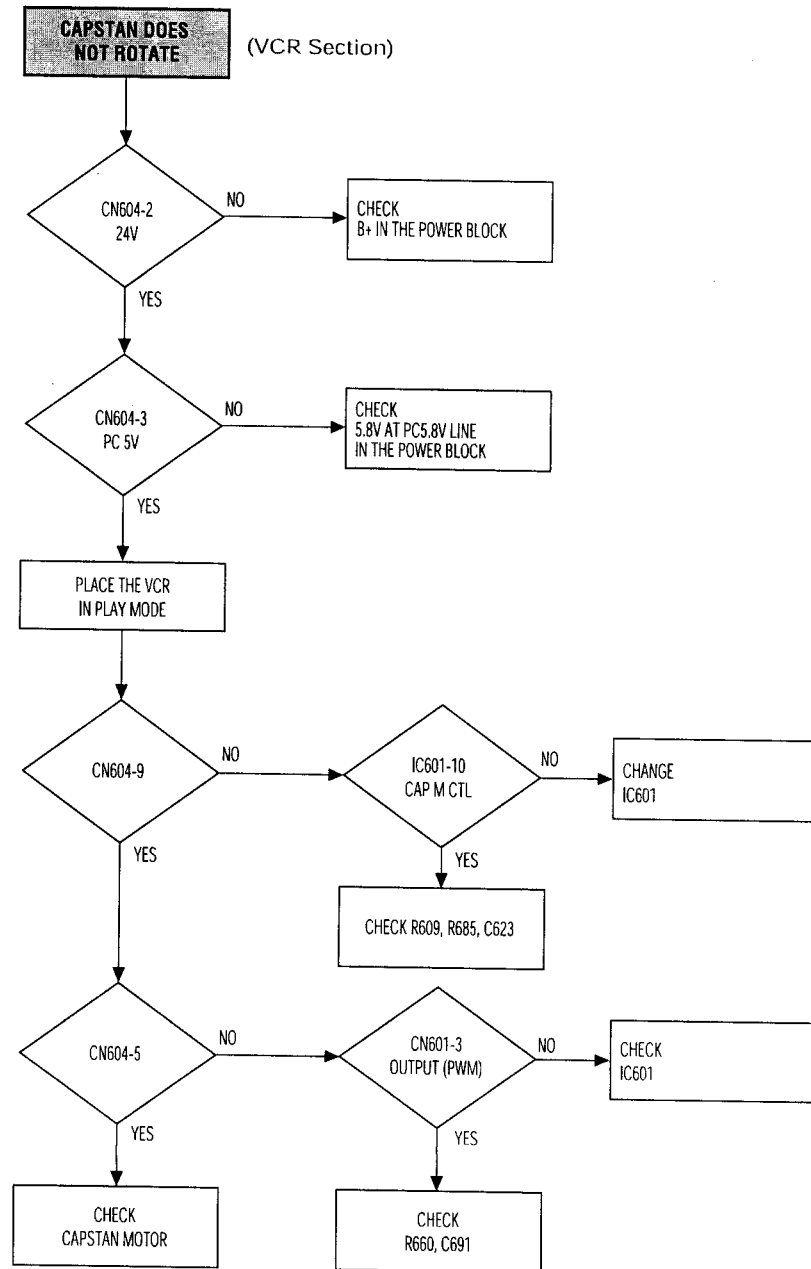 CAPSTAN DOES
NOT ROTATE
(VCR Section)
CN604-2
24V
NO
CHECK
B+ IN THE POWER BLOCK
YES
CN604-3
PC 5V
NO
CHECK
5.8V AT PC5.8V LINE
IN THE POWER BLOCK
YES
PLACE THE VCR
IN PLAY MODE
CN604-9
NO
IC601-10
CAP M CTL
NO
CHANGE
IC601
YES
YES
CHECK R609, R685, C623
CN604-5
NO
CN601-3
OUTPUT (PWM)
NO
CHECK
IC601
YES
YES
CHECK
CAPSTAN MOTOR
CHECK
R660, C691